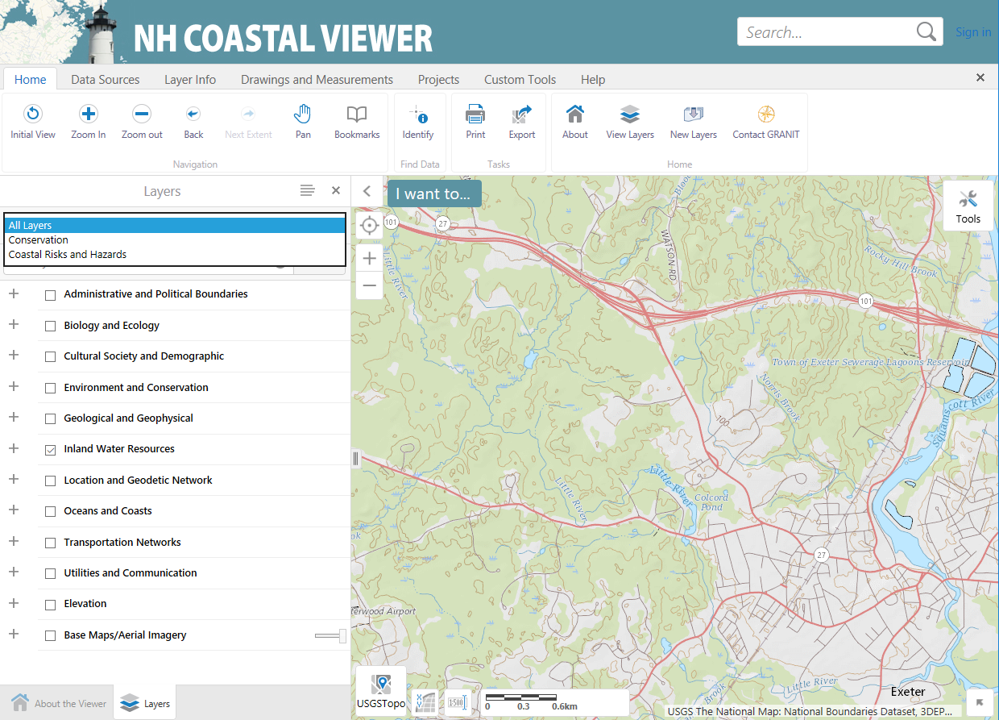 NH COASTAL VIEWER
Search...
Sign in
Home Data Sources Layer Info Drawings and Measurements Projects Custom Tools Help
Initial View Zoom In Zoom out Back Next Extent Pan Bookmarks Identify Print Export About View Layers New Layers Contact GRANIT
Navigation Find Data Tasks Home
Layers
I want to...
Tools
All Layers
Conservation
Coastal Risks and Hazards
Administrative and Political Boundaries
Biology and Ecology
Cultural Society and Demographic
Environment and Conservation
Geological and Geophysical
Inland Water Resources
Location and Geodetic Network
Oceans and Coasts
Transportation Networks
Utilities and Communication
Elevation
Base Maps/Aerial Imagery
About the Viewer
Layers
101
27
Little River
WATSON RD
Rocky Hill Brook
101
Town of Exeter Sewerage Lagoons Reservoir
Norris Brook
100
Squamscott River
Little River
Little River
Colcord
Pond
ok
27
erwood Airport
Little River
Exeter
USGSTopo
XY
1:500
0 0.3 0.6km
USGS The National Map: National Boundaries Dataset, 3DEP...